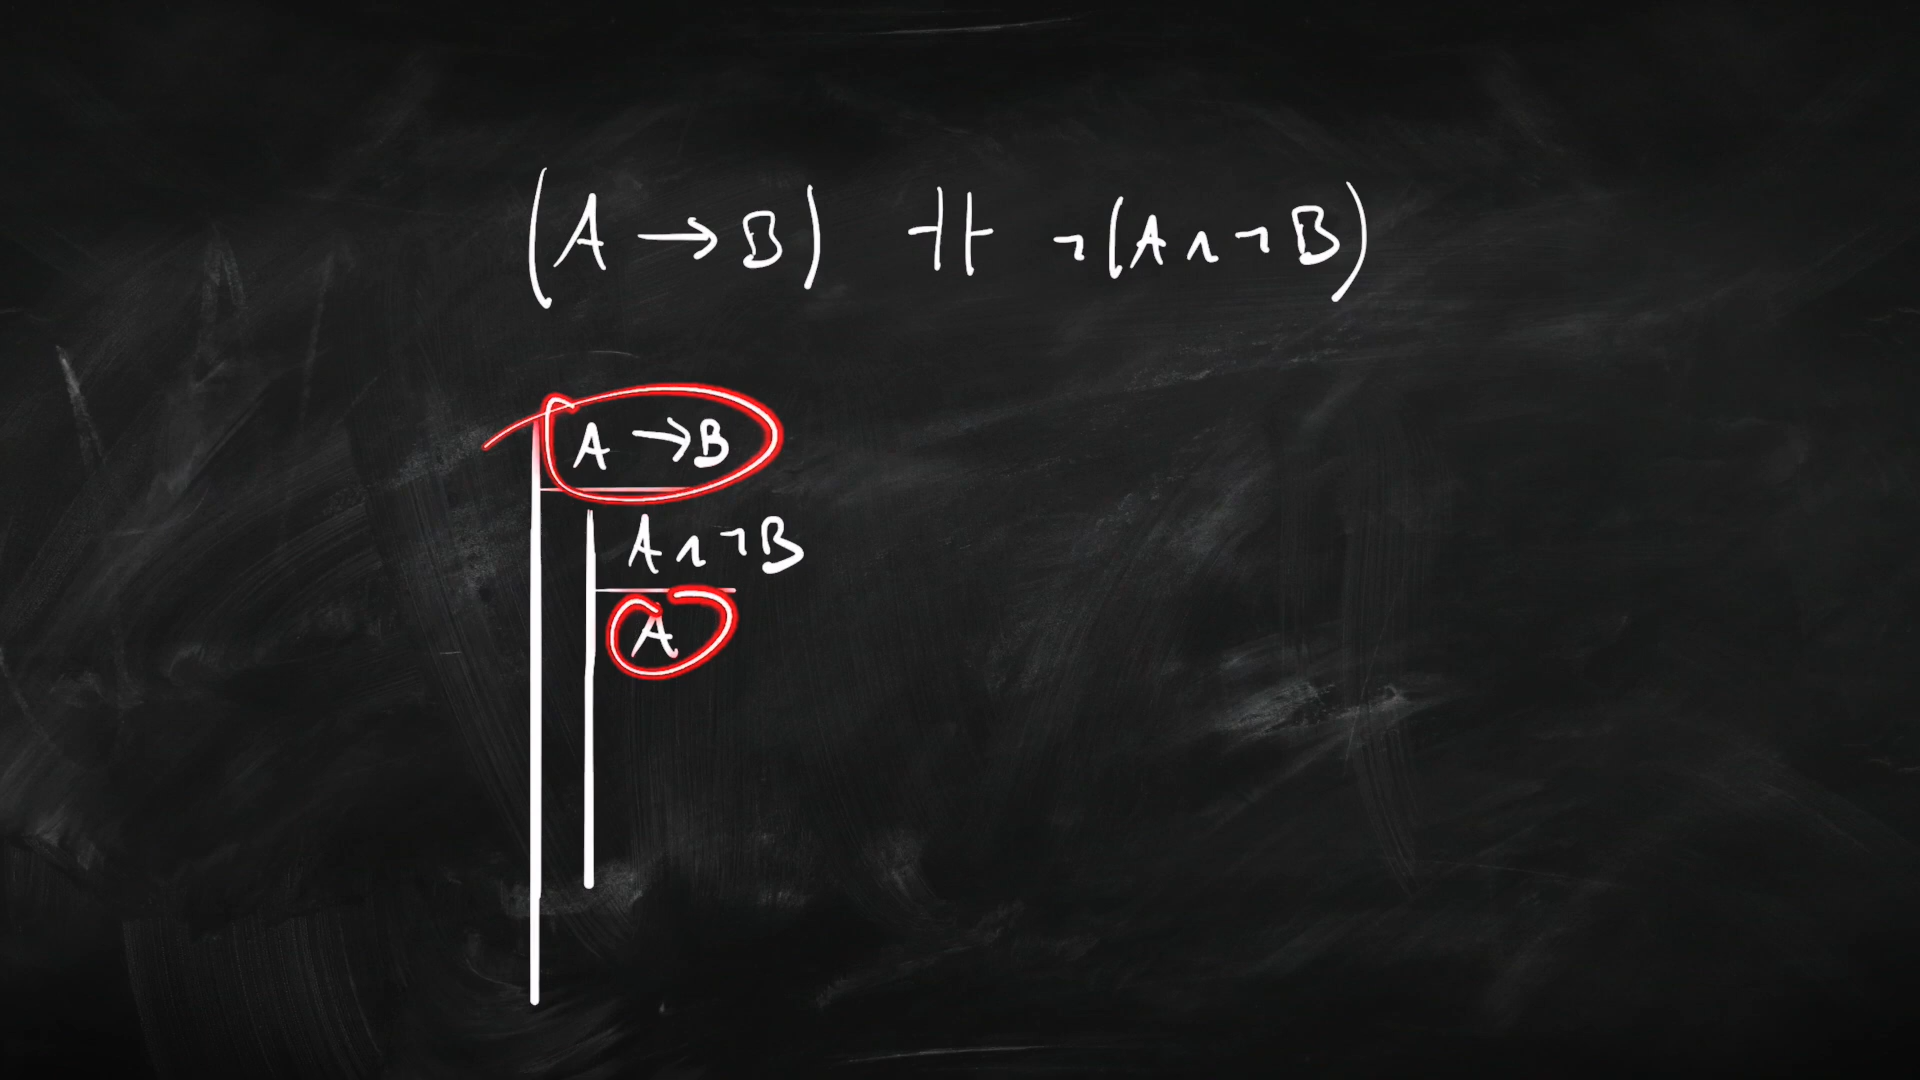 (A → B) ⊣⊢ ¬(A ∧ ¬B)
A → B
A ∧ ¬B
A